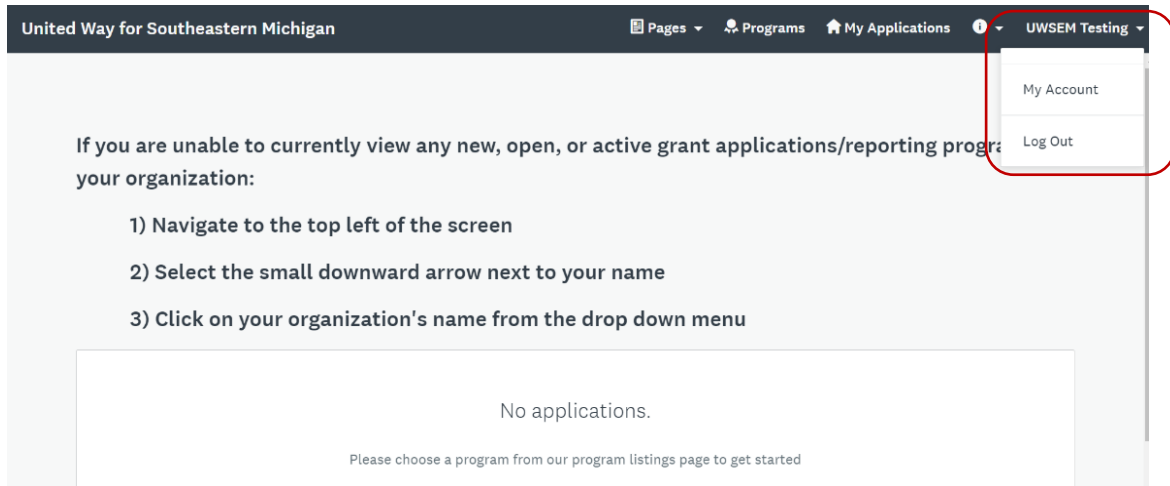 United Way for Southeastern Michigan Pages Programs My Applications UWSEM Testing
My Account
Log Out
If you are unable to currently view any new, open, or active grant applications/reporting
your organization:
1) Navigate to the top left of the screen
2) Select the small downward arrow next to your name
3) Click on your organization's name from the drop down menu
No applications.
Please choose a program from our program listings page to get started